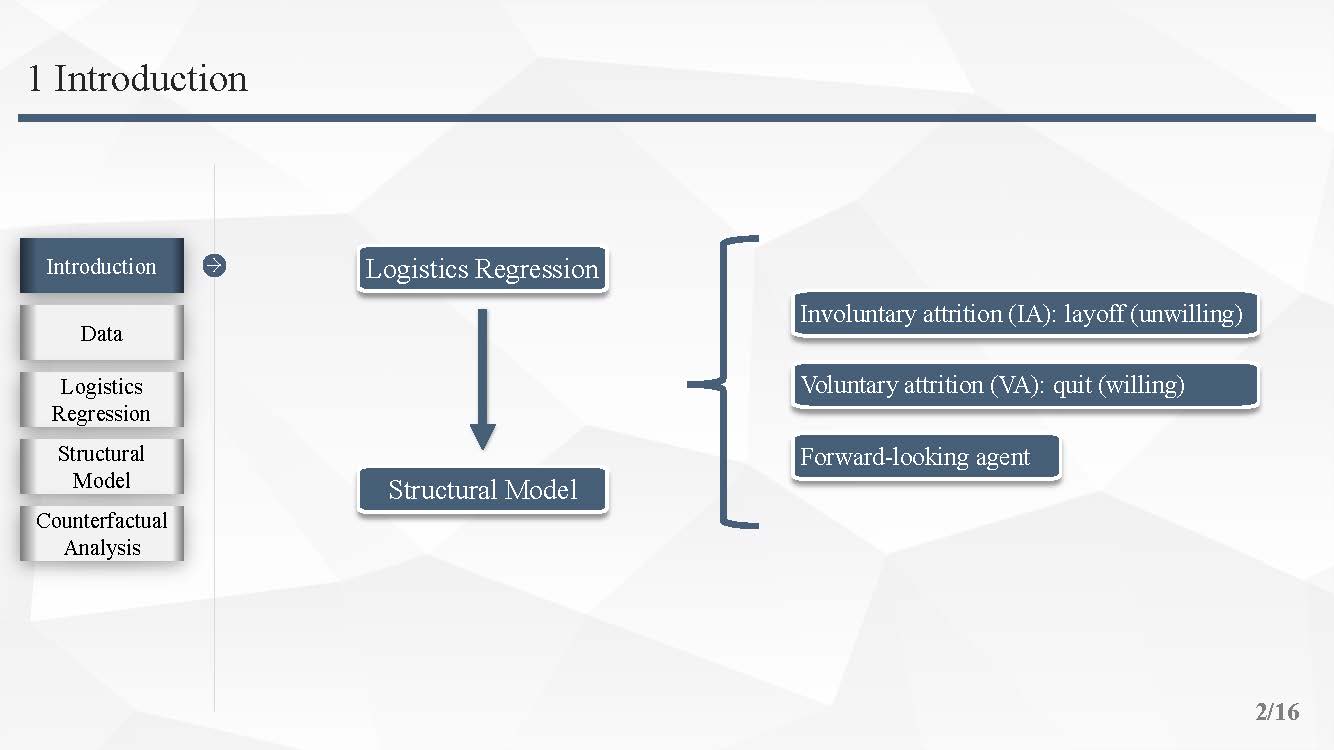 1 Introduction
Introduction
Data
Logistics
Regression
Structural
Model
Counterfactual
Analysis
Logistics Regression
Structural Model
Involuntary attrition (IA): layoff (unwilling)
Voluntary attrition (VA): quit (willing)
Forward-looking agent
2/16